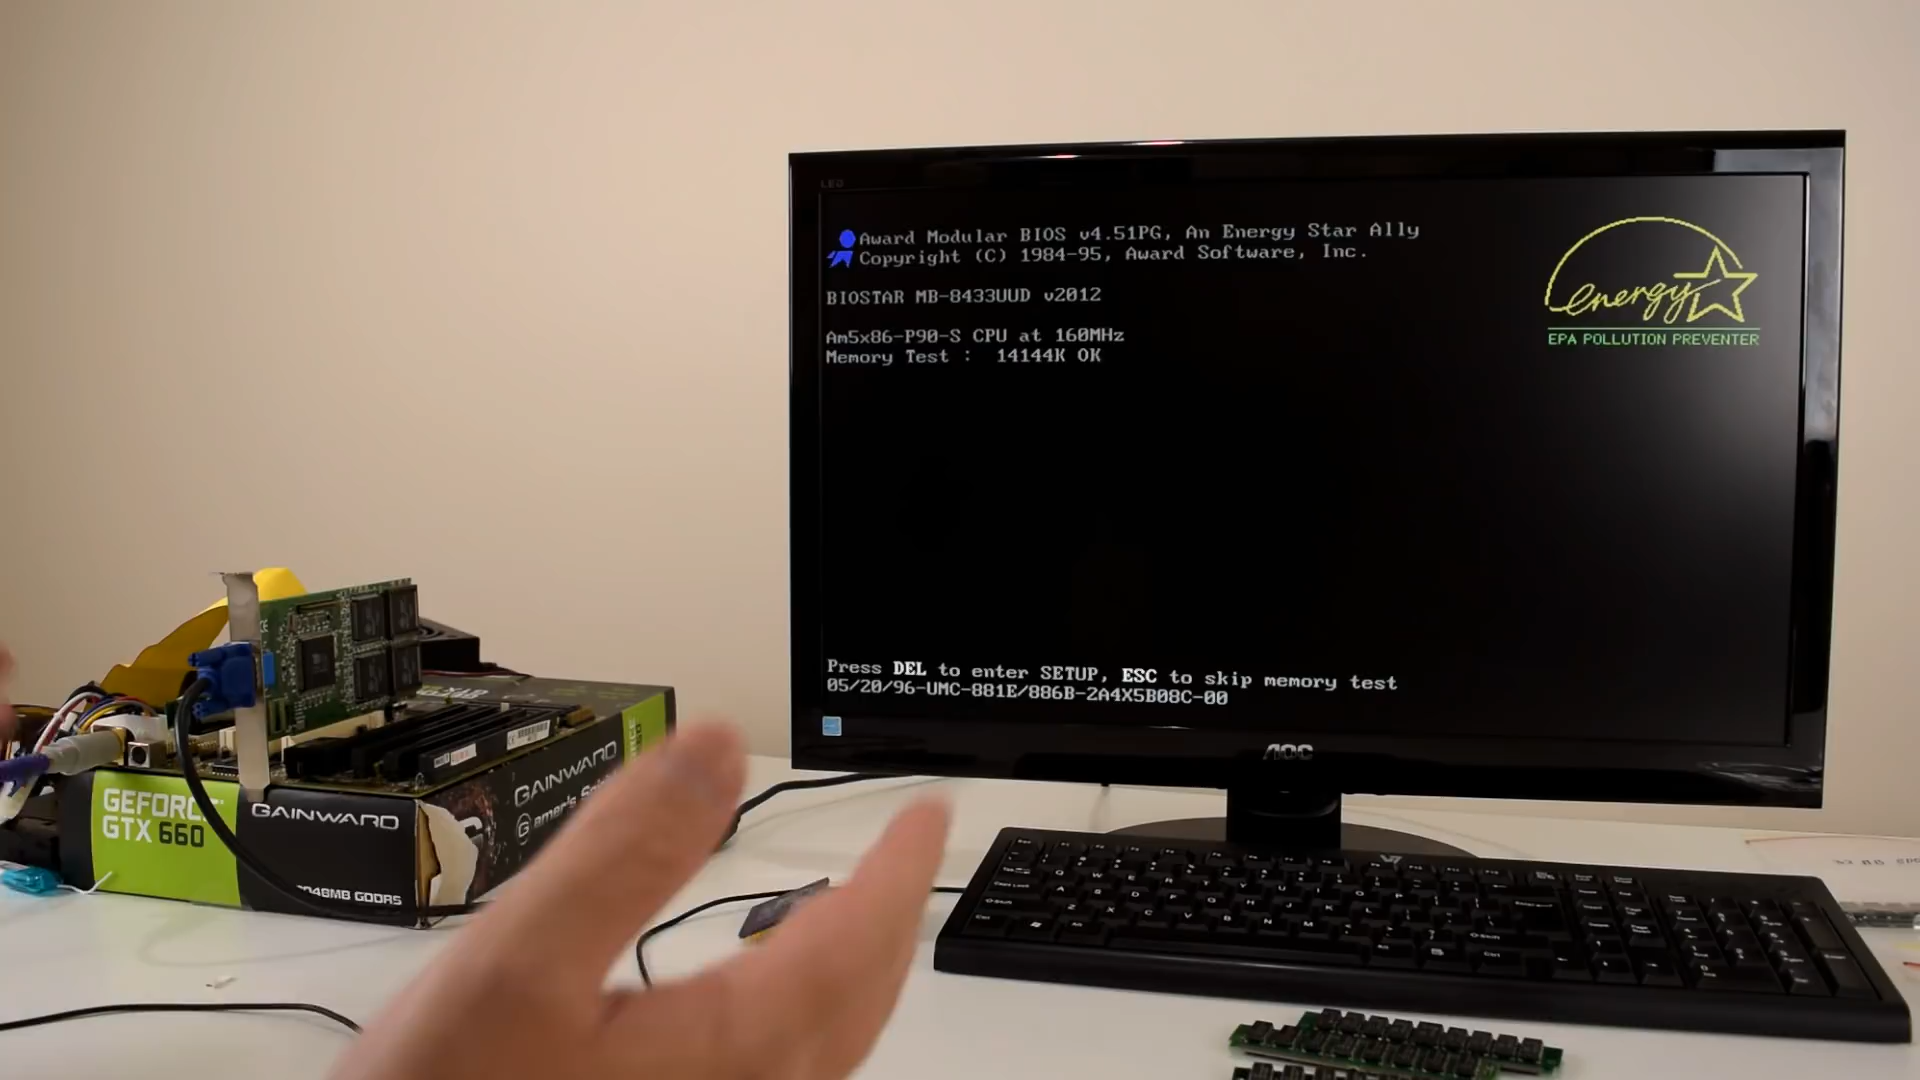 Award Modular BIOS v4.51PG, An Energy Star Ally
Copyright (C) 1984-95, Award Software, Inc.
BIOSTAR MB-8433UUD v2012
Am5x86-P90-S CPU at 160MHz
Memory Test :  14144K OK
energy
EPA POLLUTION PREVENTER
Press DEL to enter SETUP, ESC to skip memory test
05/20/96-UMC-881E/886B-2A4X5B08C-00
AOC
V7
GEFORCE
GTX 660
GAINWARD
2048MB GDDR5
GAINWARD